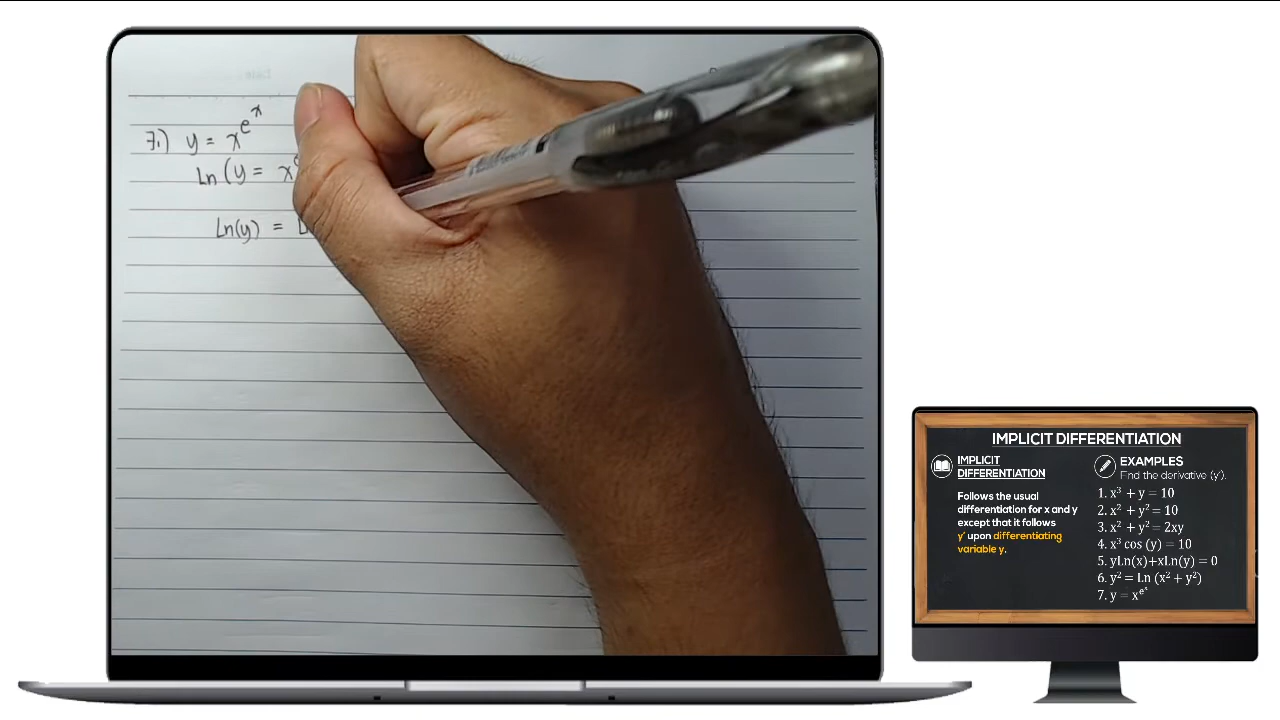 7.) y = x^e^x
Ln (y = x^e
Ln(y) = L
IMPLICIT DIFFERENTIATION
IMPLICIT
DIFFERENTIATION
Follows the usual
differentiation for x and y
except that it follows
y' upon differentiating
variable y.
EXAMPLES
Find the derivative (y').
1. x³ + y = 10
2. x² + y² = 10
3. x² + y² = 2xy
4. x³ cos (y) = 10
5. yLn(x)+xLn(y) = 0
6. y² = Ln (x² + y²)
7. y = x^e^x